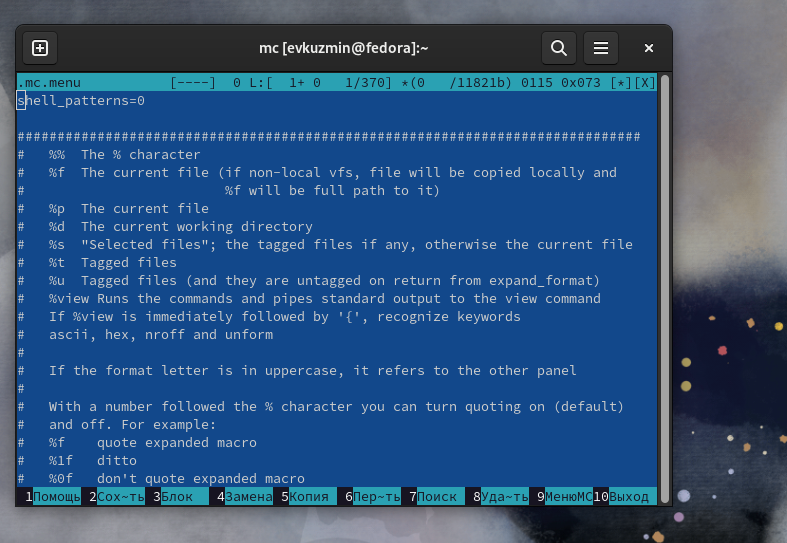 mc [evkuzmin@fedora]:~
.mc.menu           [----]  0 L:[  1+ 0   1/370] *(0   /11821b) 0115 0x073 [*][X]
shell_patterns=0
##############################################################################
#   %%  The % character
#   %f  The current file (if non-local vfs, file will be copied locally and
#                         %f will be full path to it)
#   %p  The current file
#   %d  The current working directory
#   %s  "Selected files"; the tagged files if any, otherwise the current file
#   %t  Tagged files
#   %u  Tagged files (and they are untagged on return from expand_format)
#   %view Runs the commands and pipes standard output to the view command
#   If %view is immediately followed by '{', recognize keywords
#   ascii, hex, nroff and unform
#
#   If the format letter is in uppercase, it refers to the other panel
#
#   With a number followed the % character you can turn quoting on (default)
#   and off. For example:
#   %f    quote expanded macro
#   %1f   ditto
#   %0f   don't quote expanded macro
1Помощь 2Сох~ть 3Блок 4Замена 5Копия 6Пер~ть 7Поиск 8Уда~ть 9МенюMC 10Выход